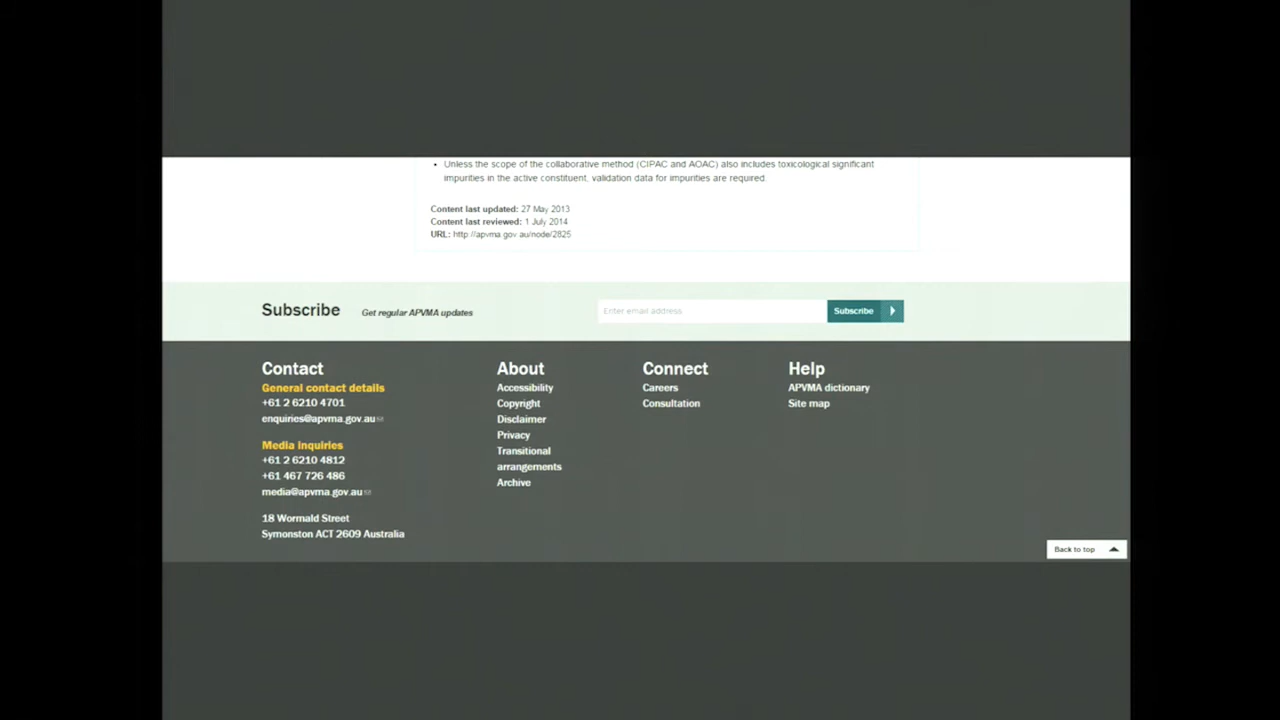 • Unless the scope of the collaborative method (CIPAC and AOAC) also includes toxicological significant
impurities in the active constituent, validation data for impurities are required.
Content last updated: 27 May 2013
Content last reviewed: 1 July 2014
URL: http://apvma.gov.au/node/2825
Subscribe Get regular APVMA updates Enter email address Subscribe
Contact
General contact details
+61 2 6210 4701
enquiries@apvma.gov.au
Media inquiries
+61 2 6210 4812
+61 467 726 486
media@apvma.gov.au
18 Wormald Street
Symonston ACT 2609 Australia
About
Accessibility
Copyright
Disclaimer
Privacy
Transitional
arrangements
Archive
Connect
Careers
Consultation
Help
APVMA dictionary
Site map
Back to top